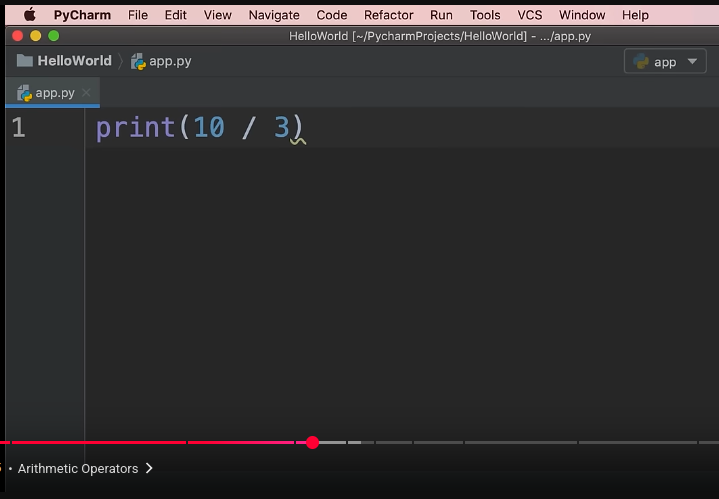 PyCharm File Edit View Navigate Code Refactor Run Tools VCS Window Help
HelloWorld [~/PycharmProjects/HelloWorld] - .../app.py
HelloWorld app.py app
app.py ×
1 print(10 / 3)
• Arithmetic Operators >